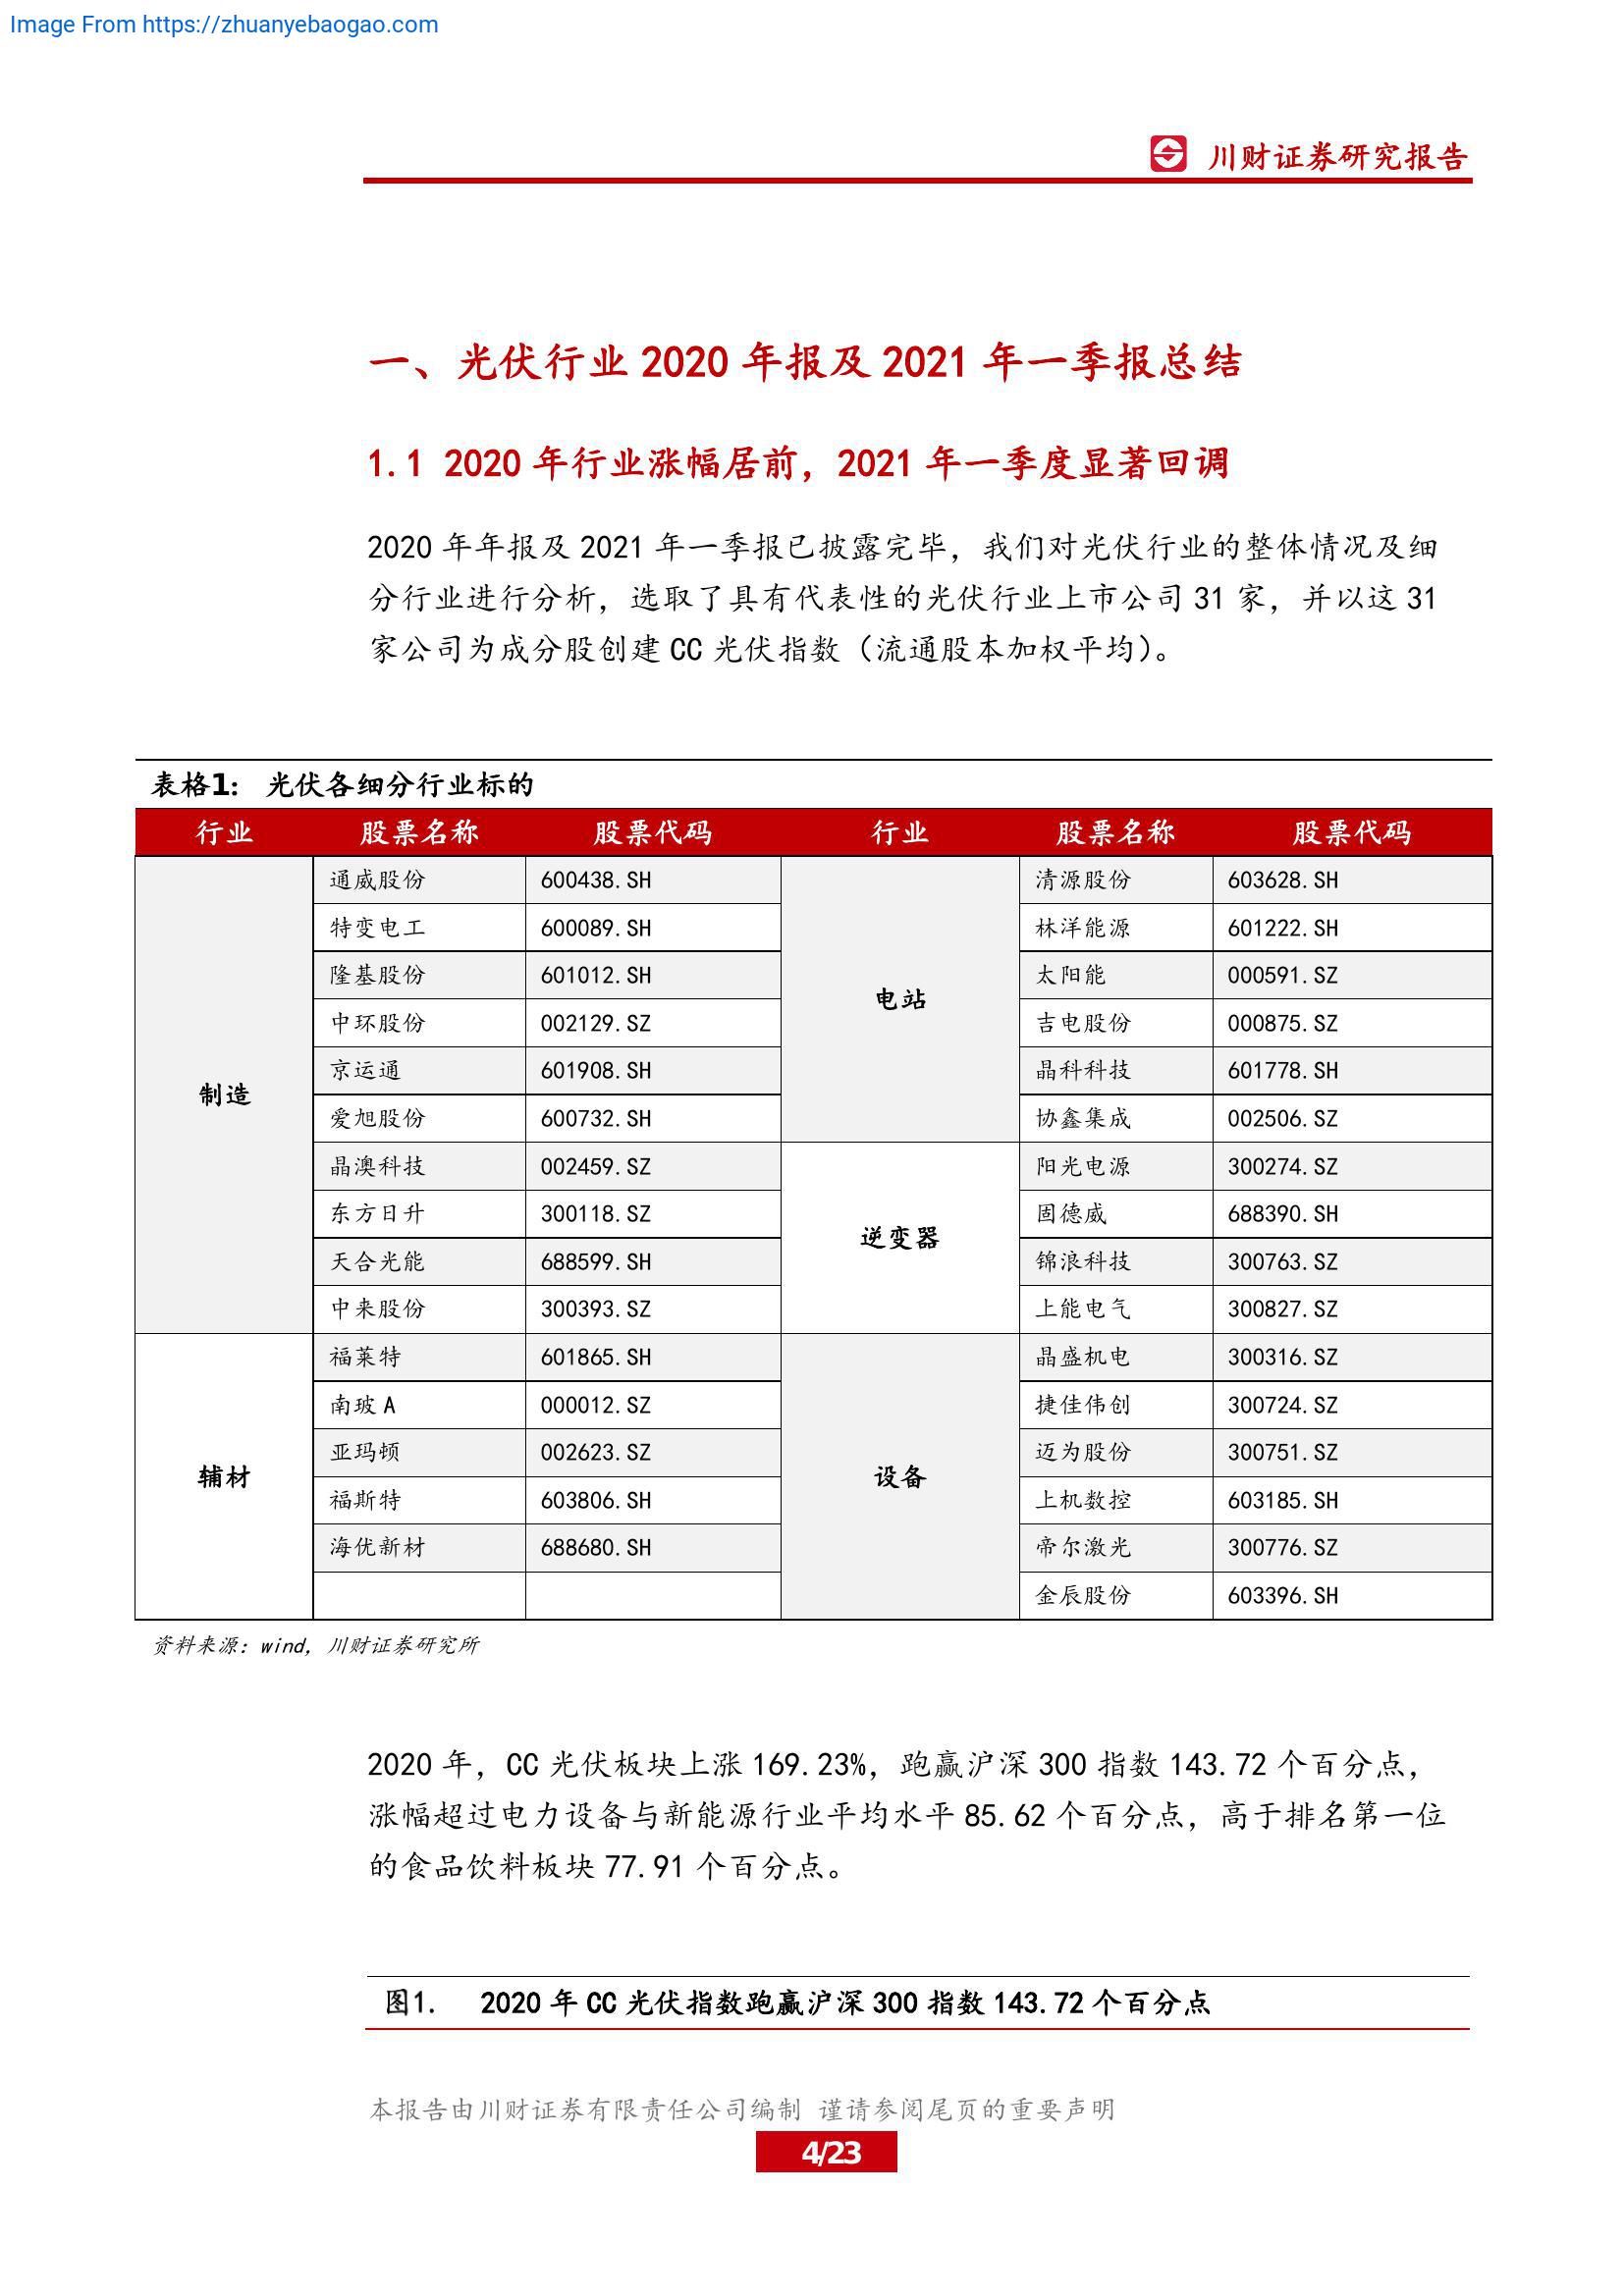 Image From https://zhuanyebaogao.com
川财证券研究报告
一、光伏行业 2020 年报及 2021 年一季报总结
1.1 2020 年行业涨幅居前，2021 年一季度显著回调
2020 年年报及 2021 年一季报已披露完毕，我们对光伏行业的整体情况及细
分行业进行分析，选取了具有代表性的光伏行业上市公司 31 家，并以这 31
家公司为成分股创建 CC 光伏指数（流通股本加权平均）。
表格1： 光伏各细分行业标的
行业 股票名称 股票代码 行业 股票名称 股票代码
制造 通威股份 600438.SH 电站 清源股份 603628.SH
特变电工 600089.SH 林洋能源 601222.SH
隆基股份 601012.SH 太阳能 000591.SZ
中环股份 002129.SZ 吉电股份 000875.SZ
京运通 601908.SH 晶科科技 601778.SH
爱旭股份 600732.SH 协鑫集成 002506.SZ
晶澳科技 002459.SZ 逆变器 阳光电源 300274.SZ
东方日升 300118.SZ 固德威 688390.SH
天合光能 688599.SH 锦浪科技 300763.SZ
中来股份 300393.SZ 上能电气 300827.SZ
辅材 福莱特 601865.SH 设备 晶盛机电 300316.SZ
南玻 A 000012.SZ 捷佳伟创 300724.SZ
亚玛顿 002623.SZ 迈为股份 300751.SZ
福斯特 603806.SH 上机数控 603185.SH
海优新材 688680.SH 帝尔激光 300776.SZ
金辰股份 603396.SH
资料来源：wind，川财证券研究所
2020 年，CC 光伏板块上涨 169.23%，跑赢沪深 300 指数 143.72 个百分点，
涨幅超过电力设备与新能源行业平均水平 85.62 个百分点，高于排名第一位
的食品饮料板块 77.91 个百分点。
图1. 2020 年 CC 光伏指数跑赢沪深 300 指数 143.72 个百分点
本报告由川财证券有限责任公司编制 谨请参阅尾页的重要声明
4/23